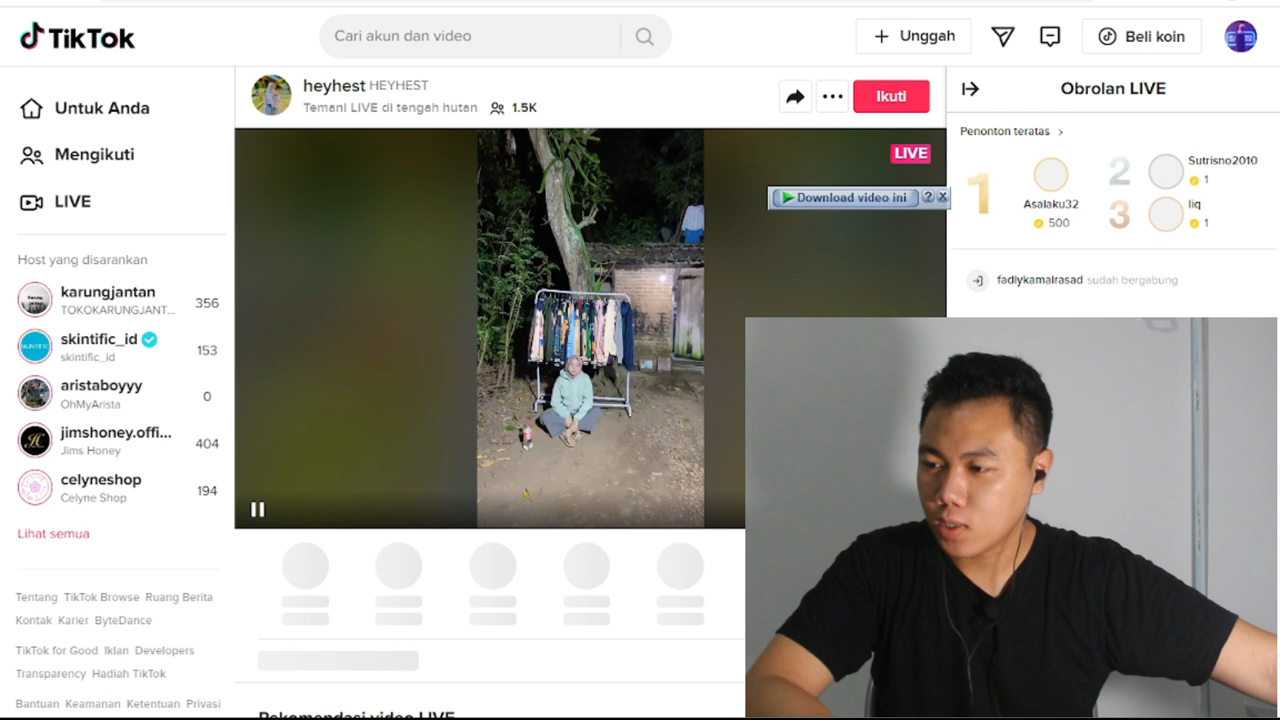 TikTok
Cari akun dan video
Unggah
Beli koin
Untuk Anda
Mengikuti
LIVE
Host yang disarankan
karungjantan
TOKOKARUNGJANT...
356
skintific_id
skintific_id
153
aristaboyyy
OhMyArista
0
jimshoney.offi...
Jims Honey
404
celyneshop
Celyne Shop
194
Lihat semua
Tentang TikTok Browse Ruang Berita
Kontak Karier ByteDance
TikTok for Good Iklan Developers
Transparency Hadiah TikTok
Bantuan Keamanan Ketentuan Privasi
heyhest HEYHEST
Temani LIVE di tengah hutan 1.5K
Ikuti
LIVE
Download video ini ? X
Rekomendasi video LIVE
Obrolan LIVE
Penonton teratas
1
Asalaku32
500
2
Sutrisno2010
1
3
liq
1
fadlykamalrasad sudah bergabung